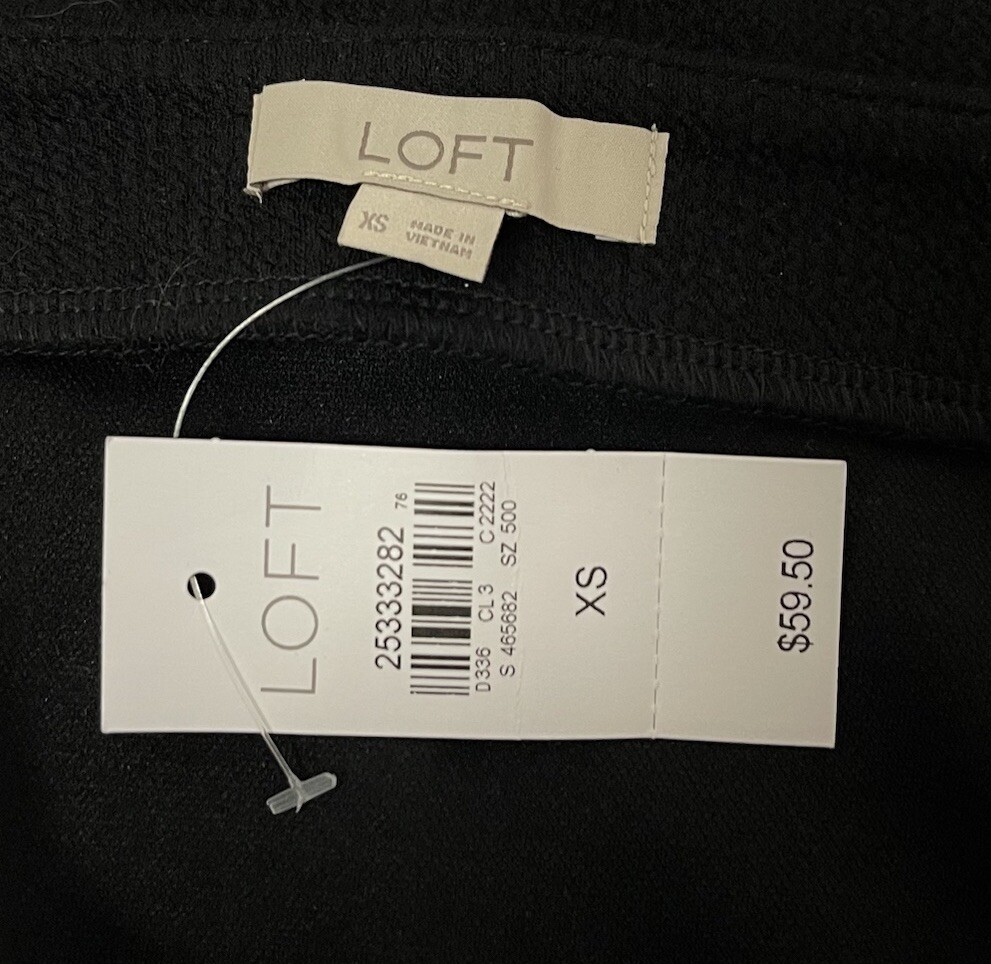 LOFT
XS
MADE IN
VIETNAM
LOFT
25333282 76
D336 CL3 C2222
S 465682 SZ 500
XS
$59.50